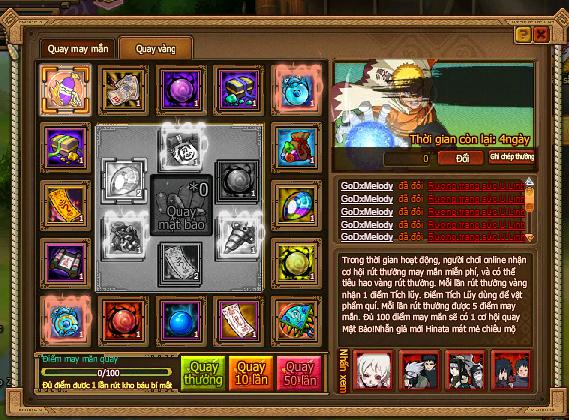 Quay may mắn
Quay vàng
Thời gian còn lại: 4ngày
0
Đổi
Ghi chép thưởng
*0
Quay
mật bảo
GoDxMelody đã đổi
GoDxMelody đã đổi
GoDxMelody đã đổi
GoDxMelody đã đổi
GoDxMelody đã đổi
Trong thời gian hoạt động, người chơi online nhận
cơ hội rút thưởng may mắn miễn phí, và có thể
tiêu hao vàng rút thưởng. Mỗi lần rút thưởng vàng
nhận 1 điểm Tích lũy. Điểm Tích Lũy dùng để vật
phẩm quí. Mỗi lần rút thưởng được 5 điểm may
mắn. Đủ 100 điểm may mắn sẽ có 1 cơ hội quay
Mật Bảo!Nhẫn giả mới Hinata mát mẻ chiêu mộ
Điểm may mắn quay
0/100
Đủ điểm được 1 lần rút kho báu bí mật
Quay
thưởng
Quay
10 lần
Quay
50 lần
Nhấn xem